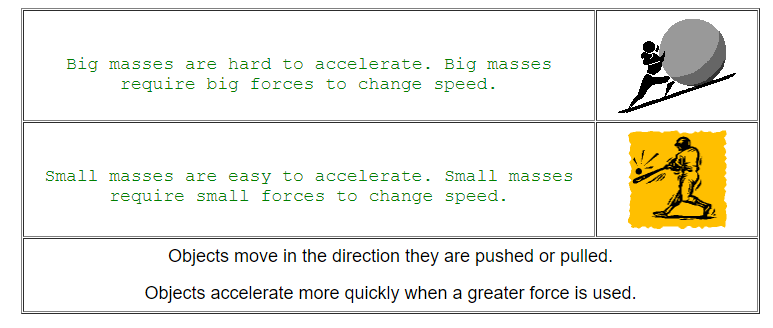 Big masses are hard to accelerate. Big masses
require big forces to change speed.
Small masses are easy to accelerate. Small masses
require small forces to change speed.
Objects move in the direction they are pushed or pulled.
Objects accelerate more quickly when a greater force is used.